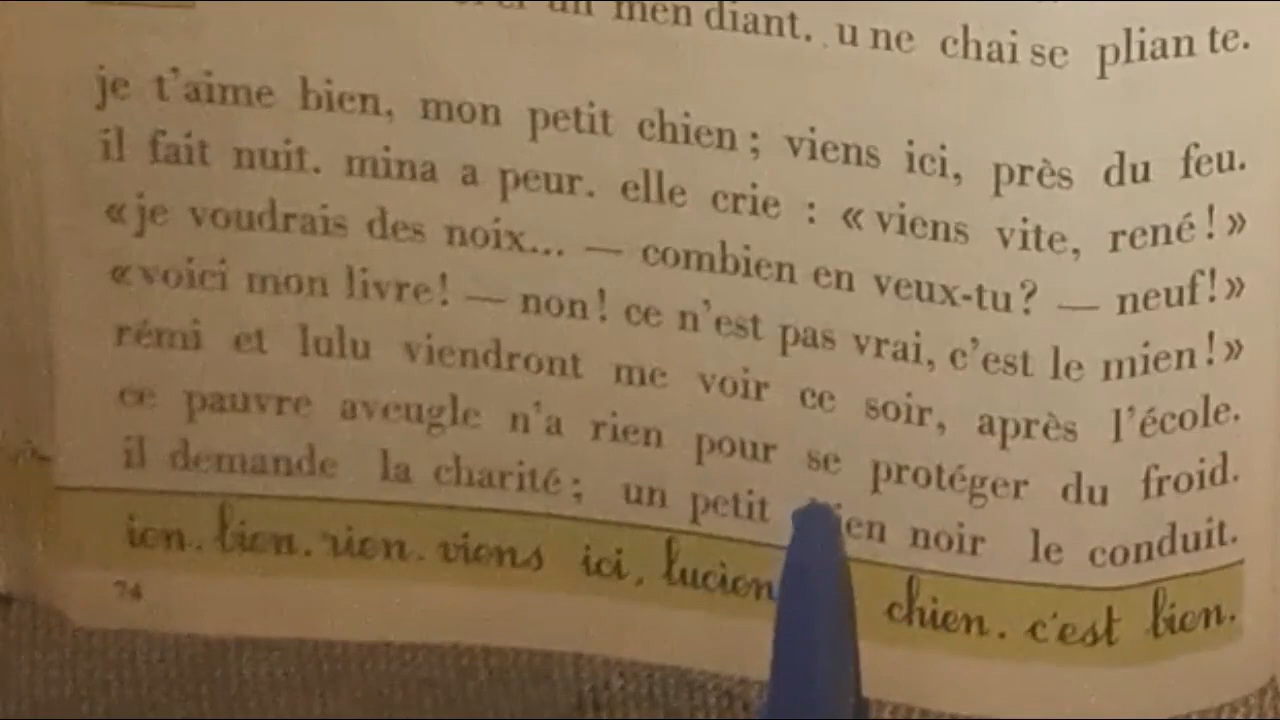 un men diant. u ne chai se plian te.
je t'aime bien, mon petit chien ; viens ici, près du feu.
il fait nuit. mina a peur. elle crie : « viens vite, rené ! »
« je voudrais des noix... — combien en veux-tu ? — neuf ! »
« voici mon livre ! — non ! ce n'est pas vrai, c'est le mien ! »
rémi et lulu viendront me voir ce soir, après l'école.
ce pauvre aveugle n'a rien pour se protéger du froid.
il demande la charité ; un petit noir le conduit.
ien. bien. rien. viens ici, lucien chien. c'est bien.
74